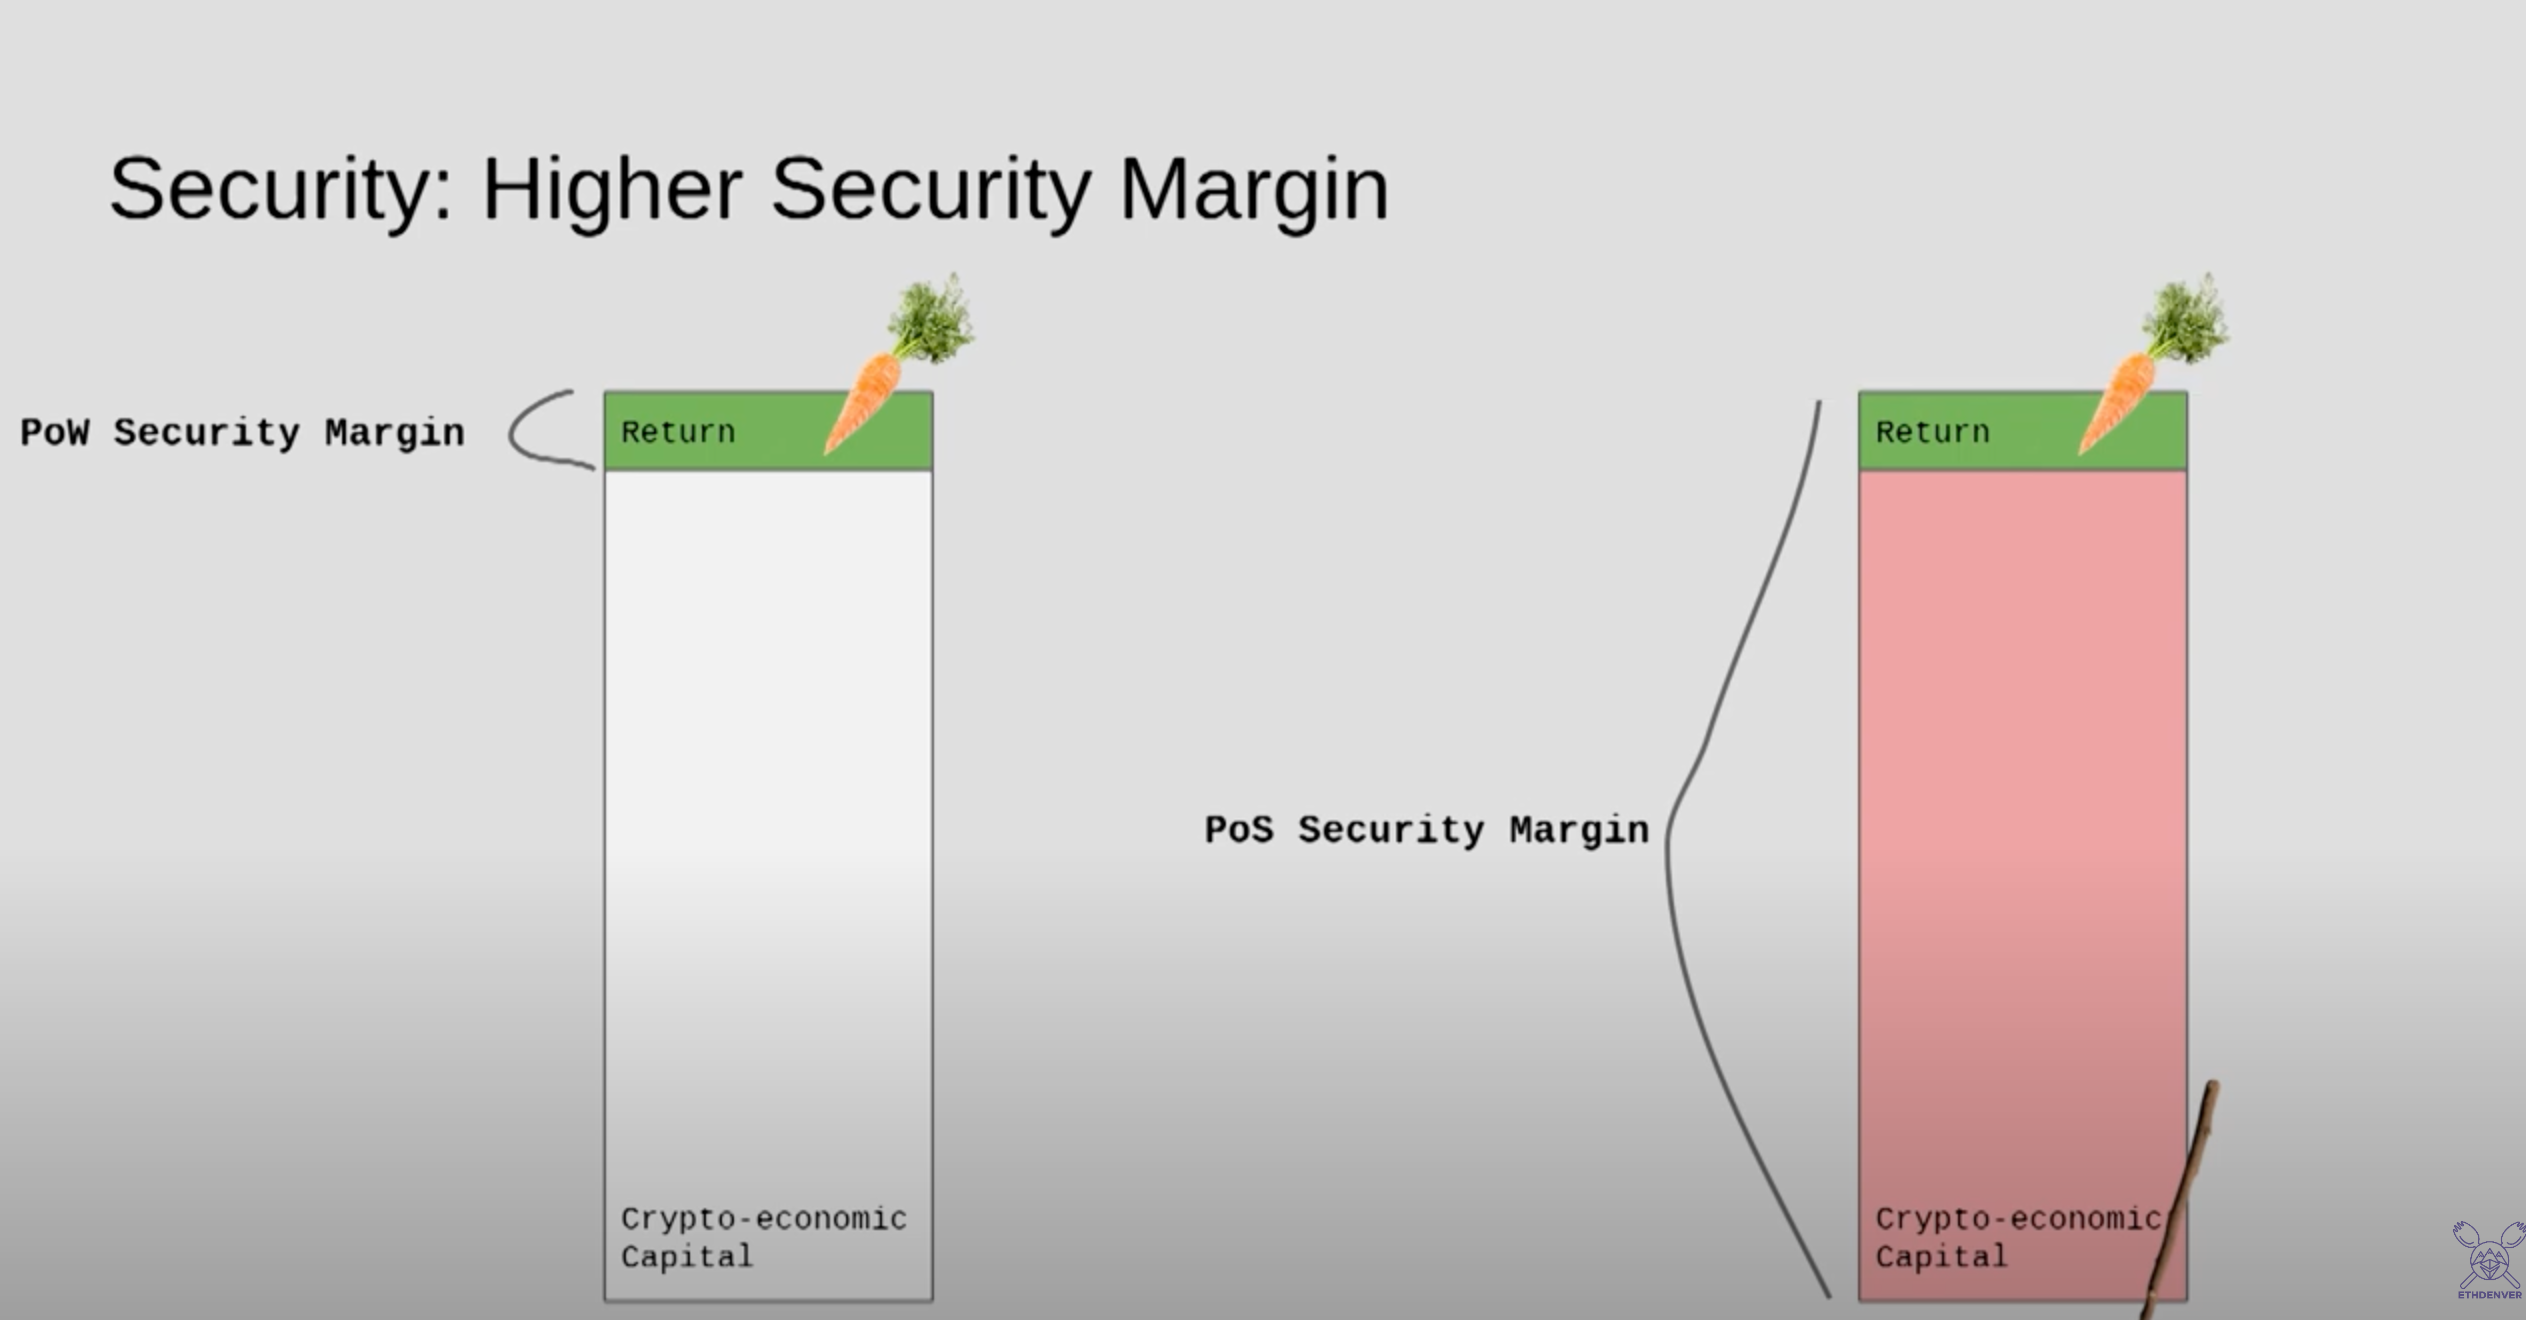 Security: Higher Security Margin
PoW Security Margin
Return
Crypto-economic
Capital
PoS Security Margin
Return
Crypto-economic
Capital
ETHDENVER